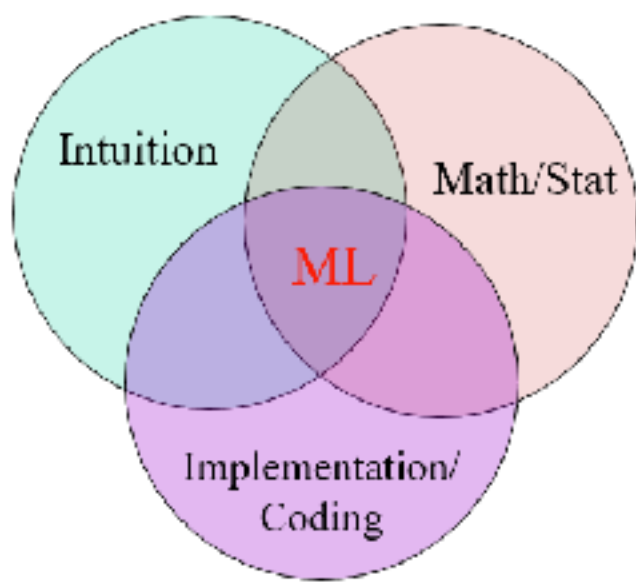 Intuition
Math/Stat
ML
Implementation/
Coding